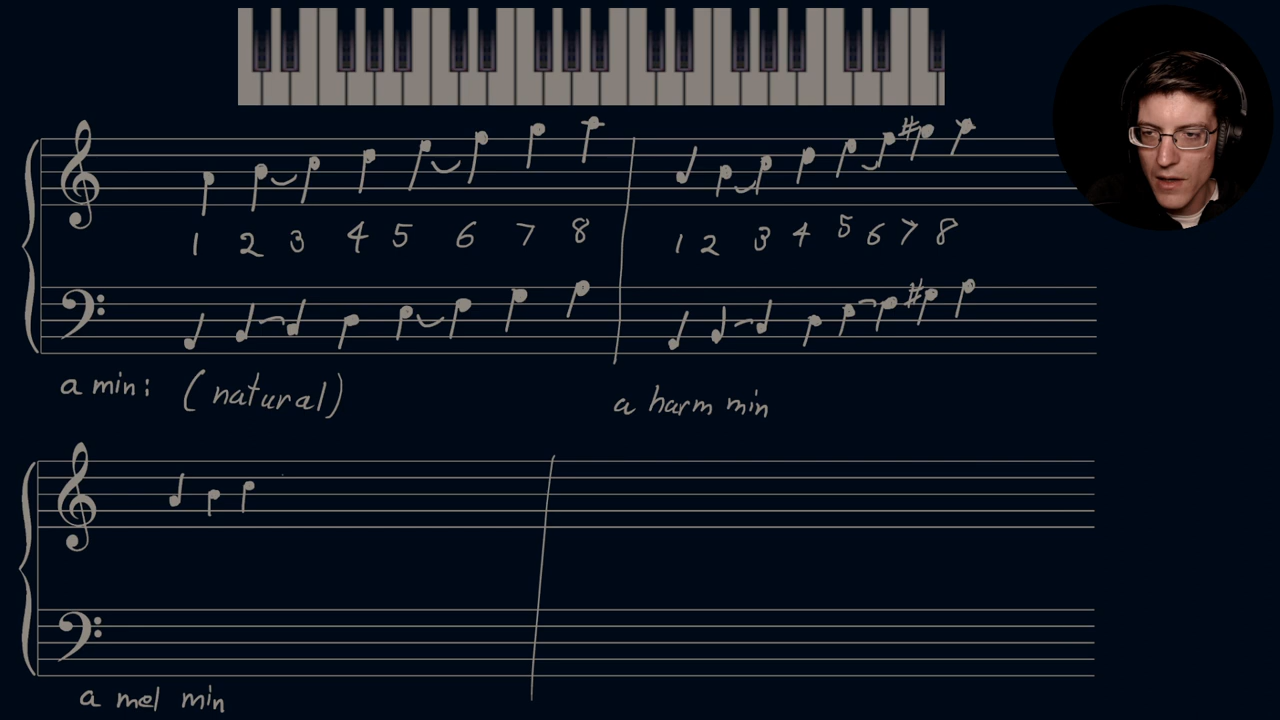 1 2 3 4 5 6 7 8 1 2 3 4 5 6 7 8
a min: (natural) a harm min
a mel min